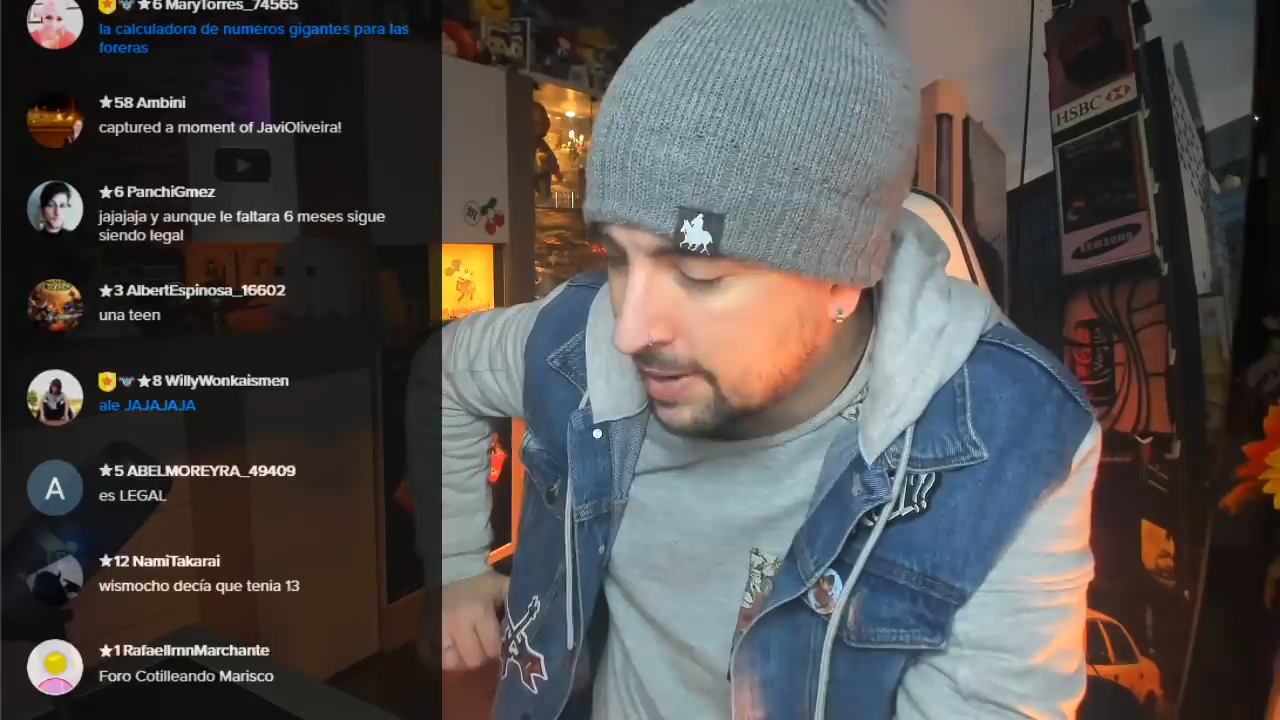 ★6 MaryTorres_74565
la calculadora de numeros gigantes para las
foreras
★58 Ambini
captured a moment of JaviOliveira!
★6 PanchiGmez
jajajaja y aunque le faltara 6 meses sigue
siendo legal
★3 AlbertEspinosa_16602
una teen
★8 WillyWonkaismen
ale JAJAJAJA
A
★5 ABELMOREYRA_49409
es LEGAL
★12 NamiTakarai
wismocho decía que tenia 13
★1 RafaelIrnnMarchante
Foro Cotilleando Marisco
HSBC
SAMSUNG